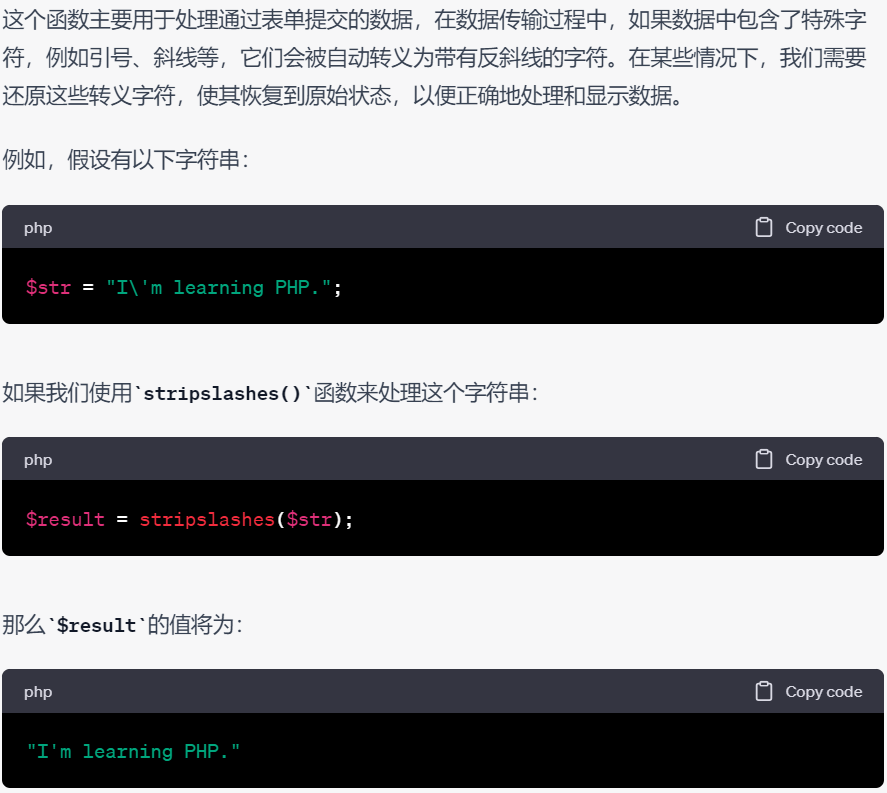 这个函数主要用于处理通过表单提交的数据，在数据传输过程中，如果数据中包含了特殊字
符，例如引号、斜线等，它们会被自动转义为带有反斜线的字符。在某些情况下，我们需要
还原这些转义字符，使其恢复到原始状态，以便正确地处理和显示数据。
例如，假设有以下字符串：
php Copy code
$str = "I\'m learning PHP.";
如果我们使用`stripslashes()`函数来处理这个字符串：
php Copy code
$result = stripslashes($str);
那么`$result`的值将为：
php Copy code
"I'm learning PHP."